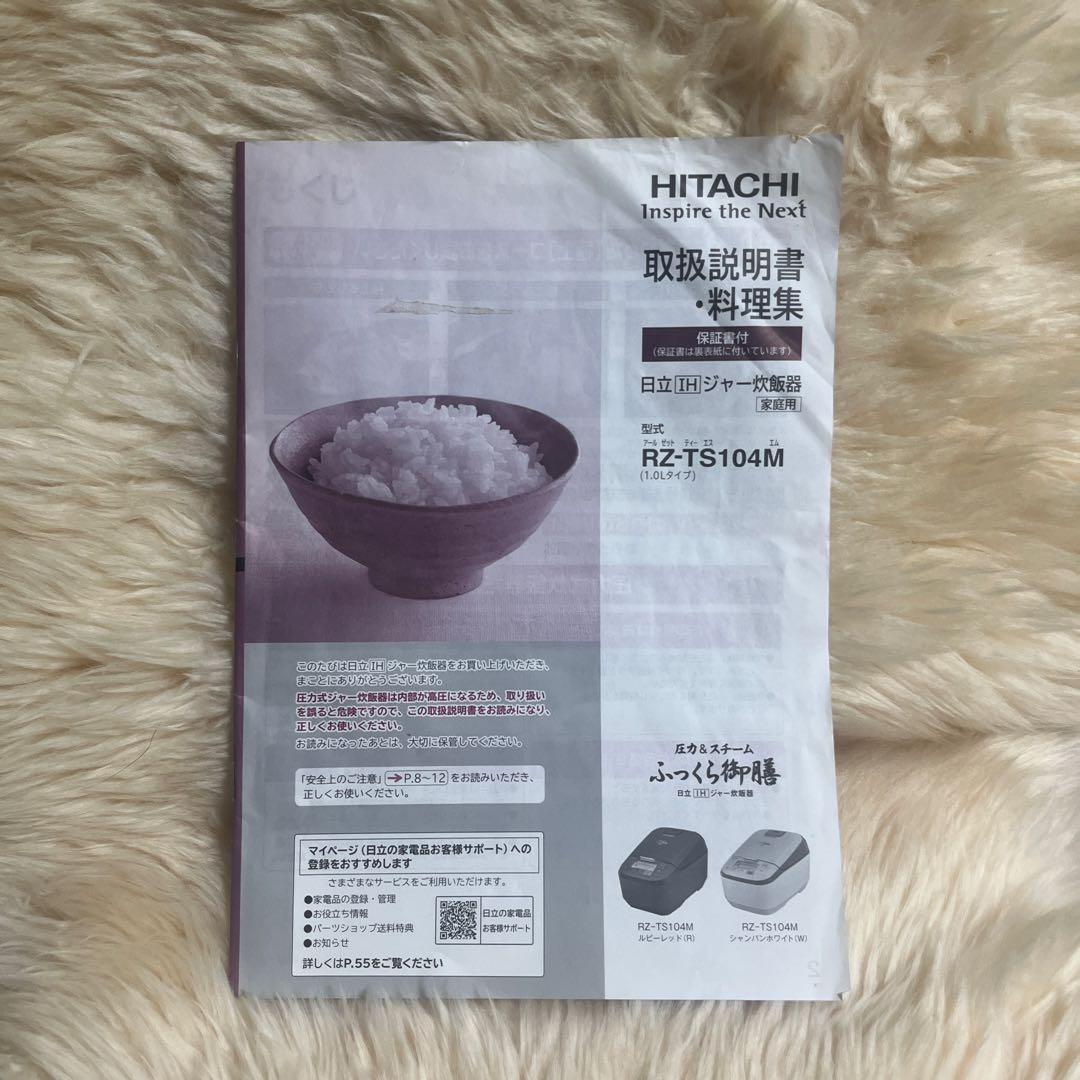 HITACHI
Inspire the Next
取扱説明書
・料理集
保証書付
(保証書は裏表紙に付いています)
日立IHジャー炊飯器
家庭用
型式
アール ゼット ティー エス エム
RZ-TS104M
(1.0Lタイプ)
このたびは日立IHジャー炊飯器をお買い上げいただき、
まことにありがとうございます。
圧力式ジャー炊飯器は内部が高圧になるため、取り扱い
を誤ると危険ですので、この取扱説明書をお読みになり、
正しくお使いください。
お読みになったあとは、大切に保管してください。
「安全上のご注意」→P.8~12をお読みいただき、
正しくお使いください。
マイページ(日立の家電品お客様サポート)への
登録をおすすめします
さまざまなサービスをご利用いただけます。
●家電品の登録・管理
●お役立ち情報
●パーツショップ送料特典
●お知らせ
日立の家電品
お客様サポート
詳しくはP.55をご覧ください
圧力&スチーム
ふっくら御膳
日立IHジャー炊飯器
RZ-TS104M
ルビーレッド(R)
RZ-TS104M
シャンパンホワイト(W)